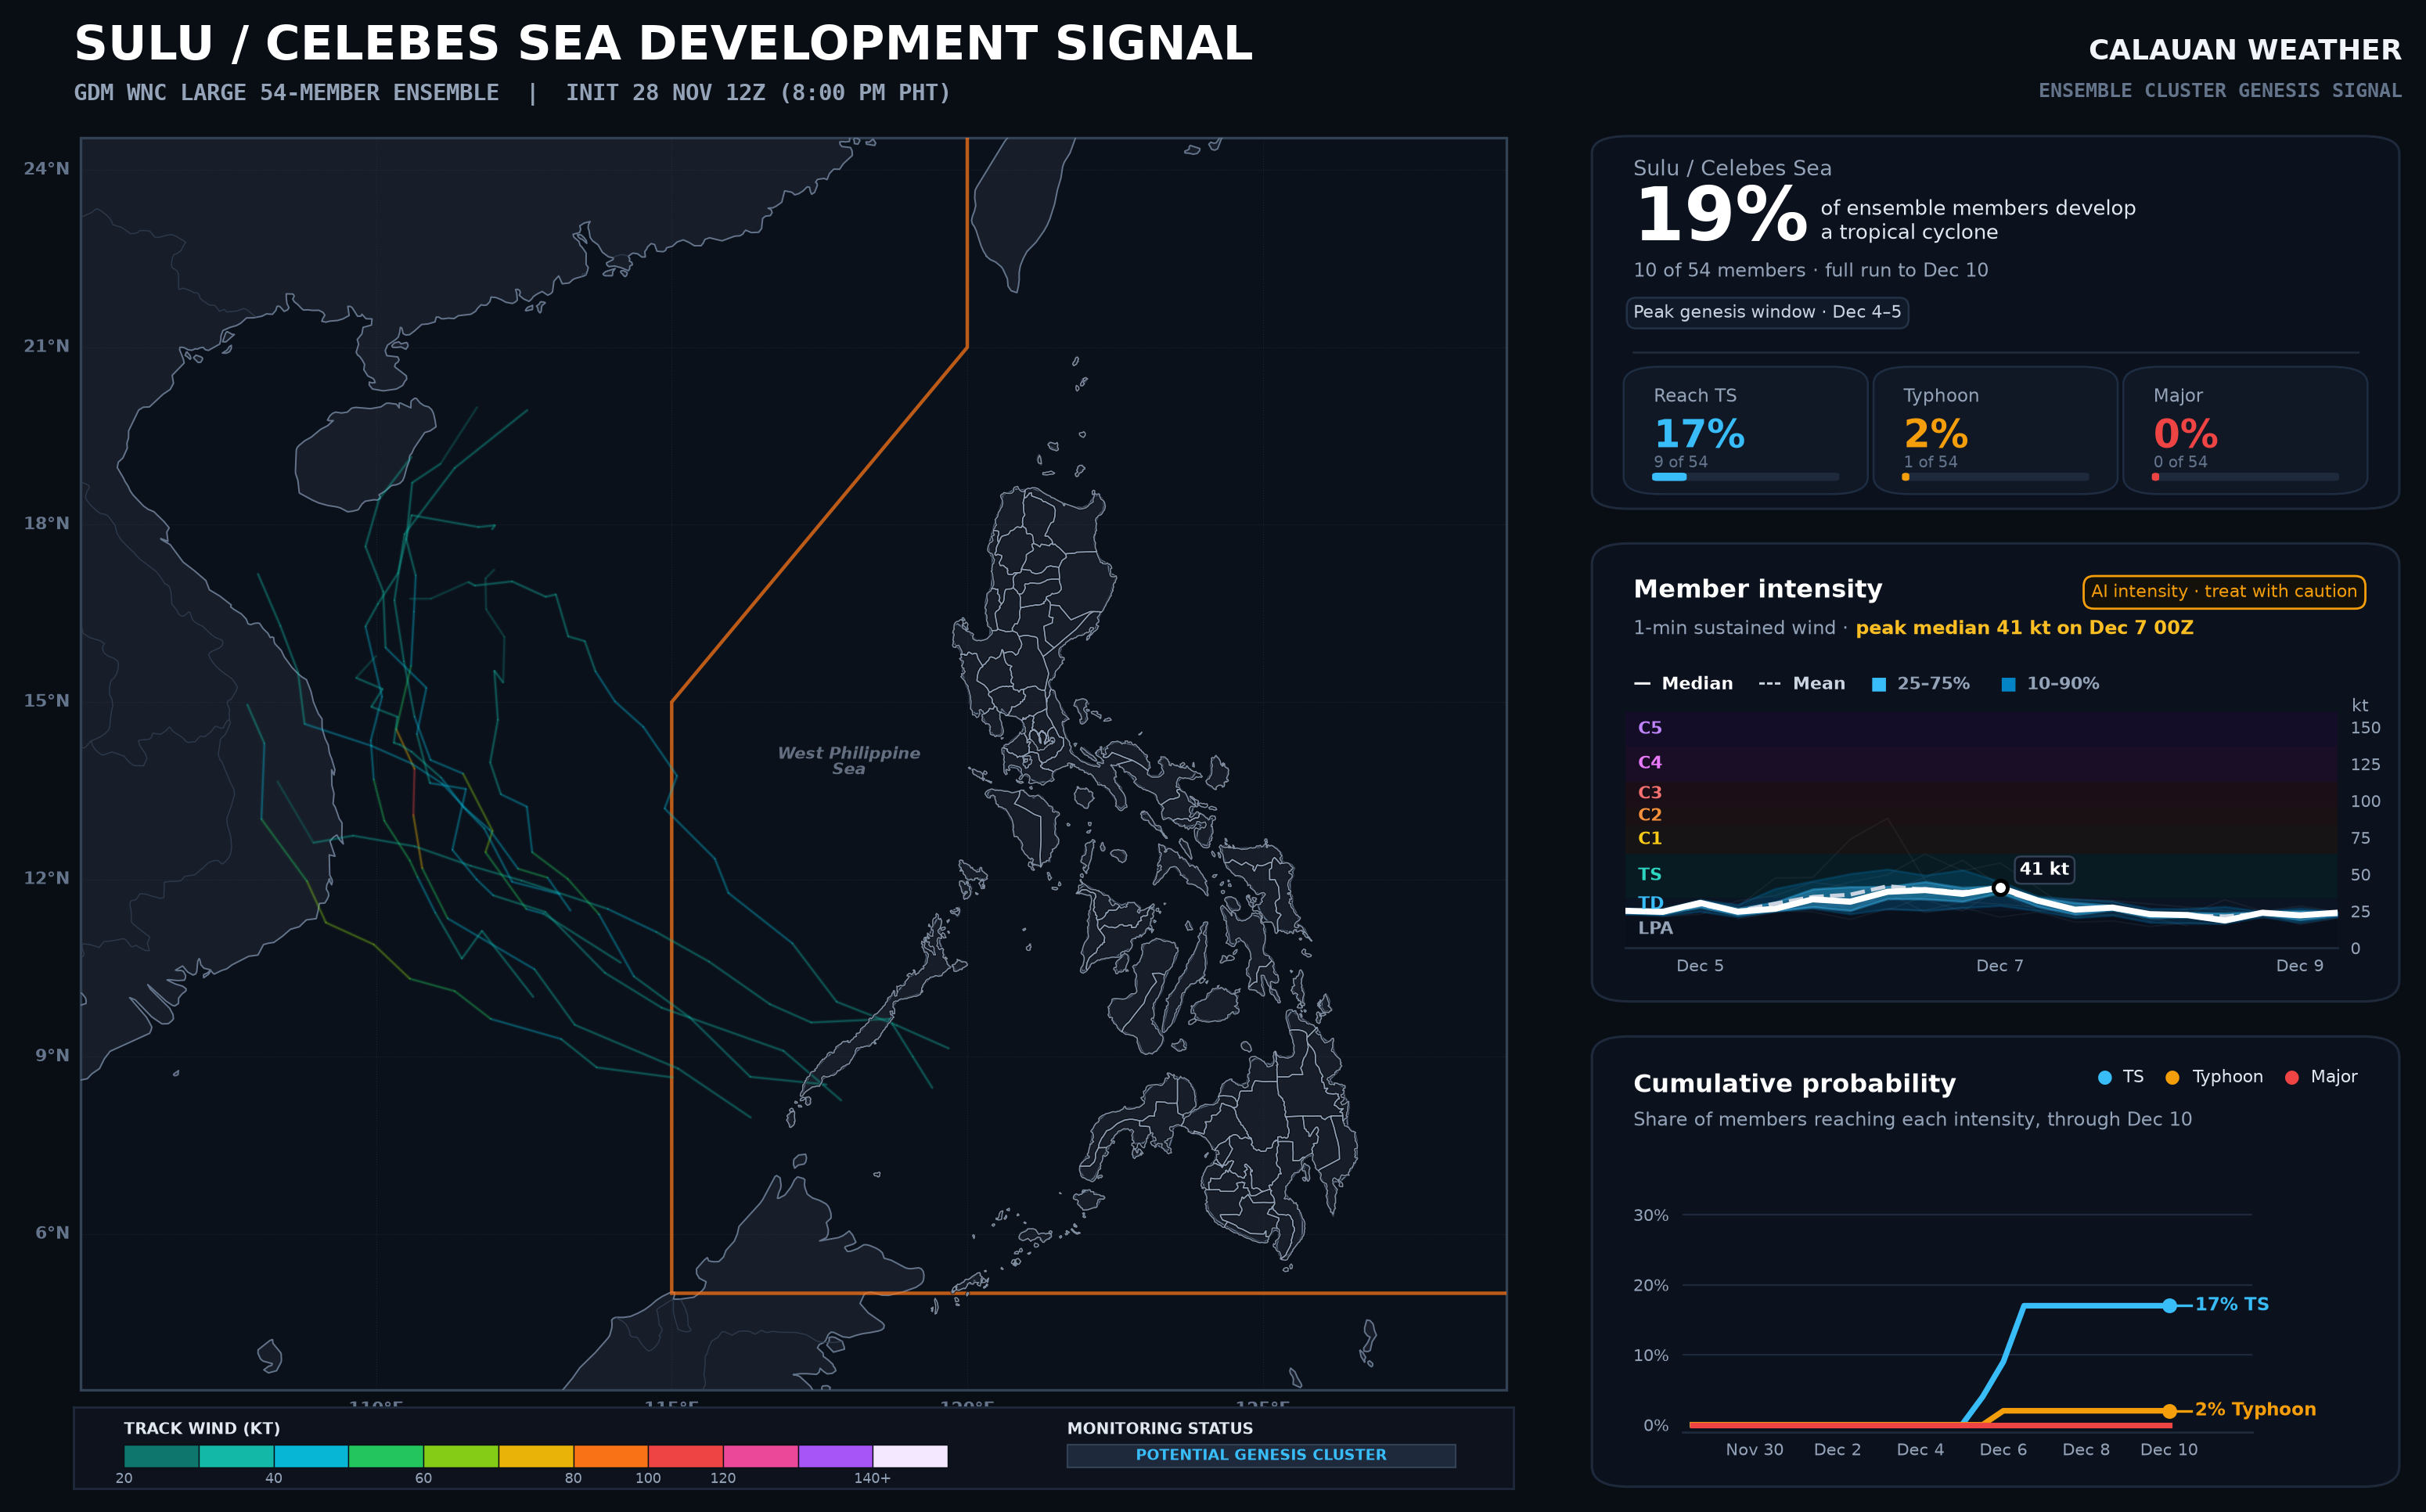 SULU / CELEBES SEA DEVELOPMENT SIGNAL
GDM WNC LARGE 54-MEMBER ENSEMBLE | INIT 28 NOV 12Z (8:00 PM PHT)
CALAUAN WEATHER
ENSEMBLE CLUSTER GENESIS SIGNAL
24°N
21°N
18°N
15°N
12°N
9°N
6°N
West Philippine
Sea
110°E
115°E
120°E
125°E
TRACK WIND (KT)
20
40
60
80
100
120
140+
MONITORING STATUS
POTENTIAL GENESIS CLUSTER
Sulu / Celebes Sea
19%
of ensemble members develop
a tropical cyclone
10 of 54 members · full run to Dec 10
Peak genesis window · Dec 4–5
Reach TS
17%
9 of 54
Typhoon
2%
1 of 54
Major
0%
0 of 54
Member intensity
AI intensity · treat with caution
1-min sustained wind · peak median 41 kt on Dec 7 00Z
Median
Mean
25–75%
10–90%
kt
C5
C4
C3
C2
C1
TS
TD
LPA
150
125
100
75
50
25
0
41 kt
Dec 5
Dec 7
Dec 9
Cumulative probability
TS
Typhoon
Major
Share of members reaching each intensity, through Dec 10
30%
20%
10%
0%
17% TS
2% Typhoon
Nov 30
Dec 2
Dec 4
Dec 6
Dec 8
Dec 10